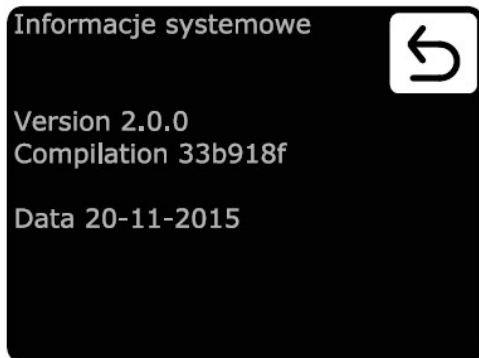 Informacje systemowe
Version 2.0.0
Compilation 33b918f
Data 20-11-2015